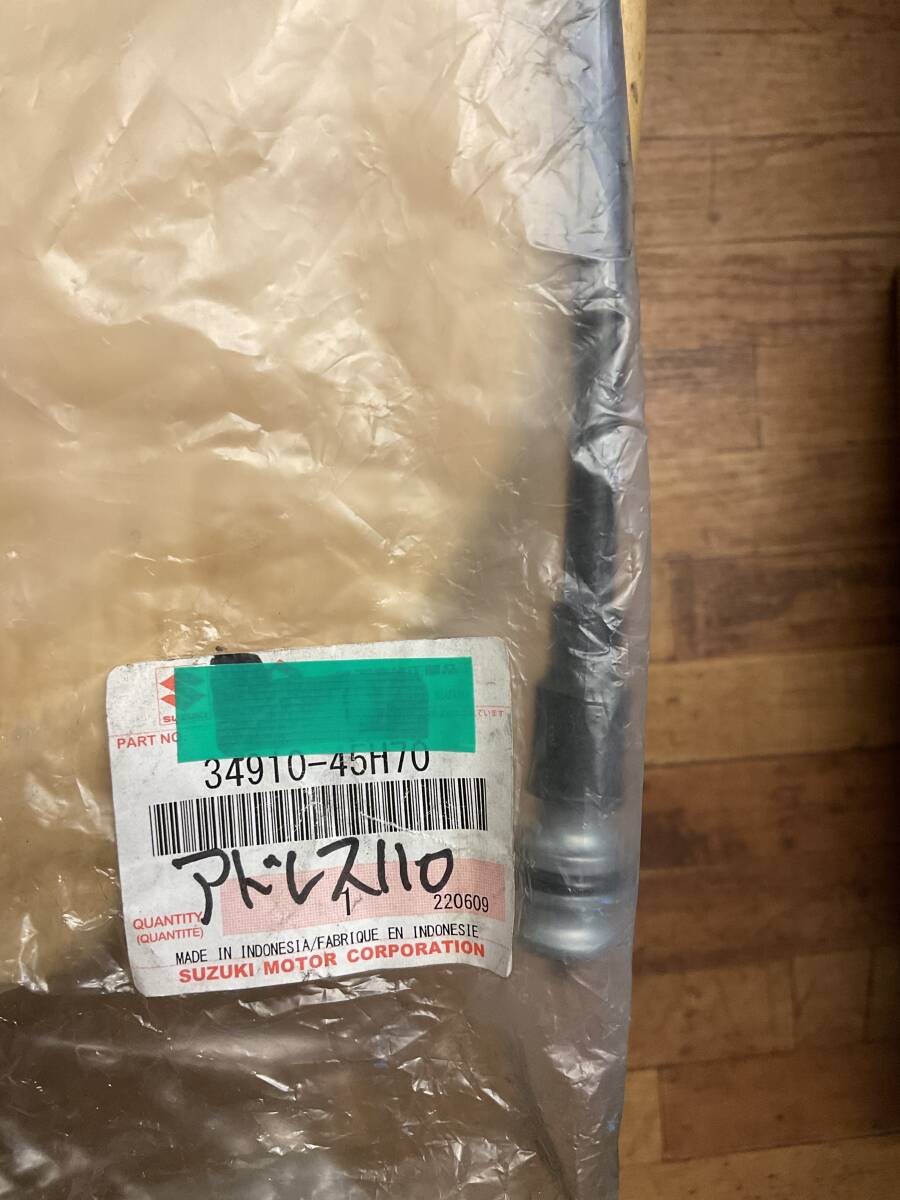 PART NO
34910-45H70
アドレス110
QUANTITY
(QUANTITÉ)
1
220609
MADE IN INDONESIA/FABRIQUE EN INDONESIE
SUZUKI MOTOR CORPORATION